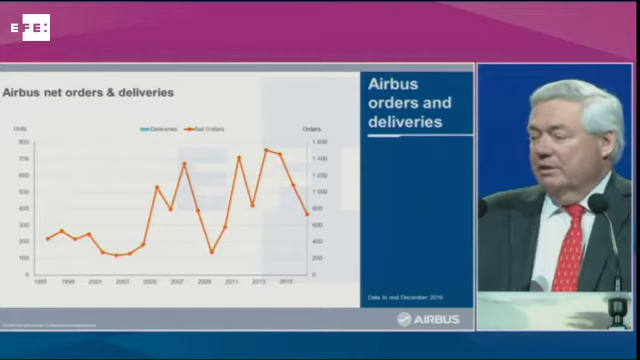 EFE:
Airbus net orders & deliveries
Airbus
orders and
deliveries
Units
Deliveries
Net Orders
Orders
800
700
600
500
400
300
200
100
0
1 600
1 400
1 200
1 000
800
600
400
200
0
1997
1999
2001
2003
2005
2007
2009
2011
2013
2015
Data to end December 2016
AIRBUS